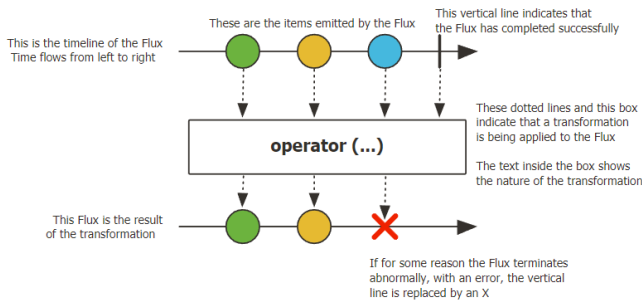 These are the items emitted by the Flux
This vertical line indicates that
the Flux has completed successfully
This is the timeline of the Flux
Time flows from left to right
These dotted lines and this box
indicate that a transformation
is being applied to the Flux
operator (...)
The text inside the box shows
the nature of the transformation
This Flux is the result
of the transformation
If for some reason the Flux terminates
abnormally, with an error, the vertical
line is replaced by an X